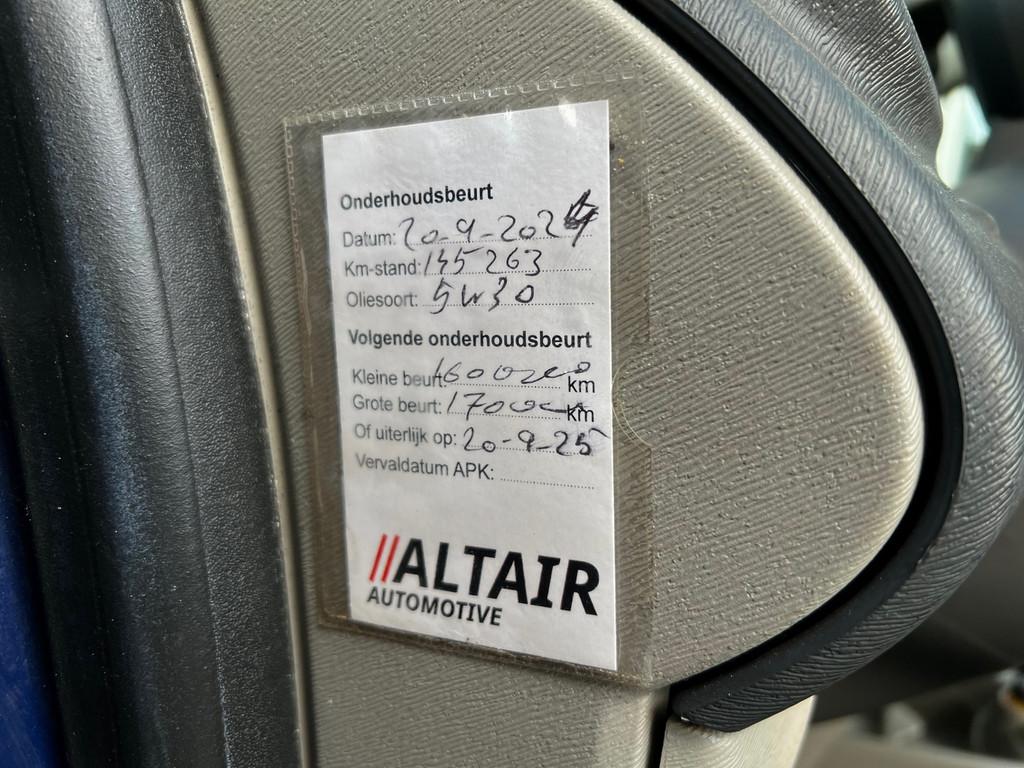 Onderhoudsbeurt
Datum: 20-9-2024
Km-stand: 145263
Oliesoort: 5W30
Volgende onderhoudsbeurt
Kleine beurt: 160000 km
Grote beurt: 170000 km
Of uiterlijk op: 20-9-25
Vervaldatum APK:
//ALTAIR
AUTOMOTIVE